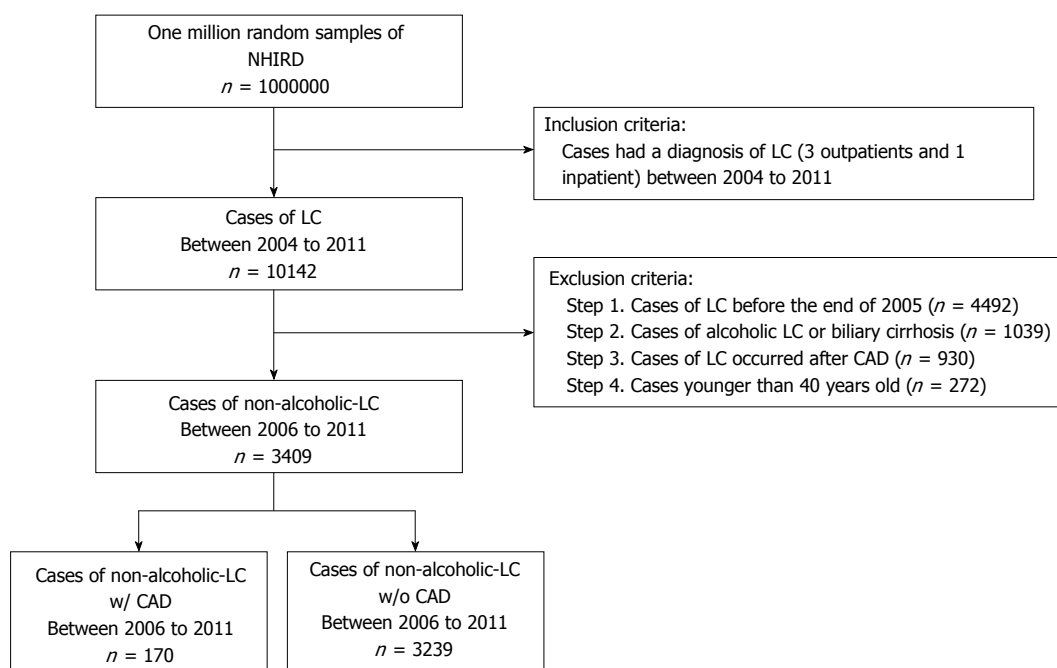 One million random samples of
NHIRD
n = 1000000
Inclusion criteria:
Cases had a diagnosis of LC (3 outpatients and 1
inpatient) between 2004 to 2011
Cases of LC
Between 2004 to 2011
n = 10142
Exclusion criteria:
Step 1. Cases of LC before the end of 2005 (n = 4492)
Step 2. Cases of alcoholic LC or biliary cirrhosis (n = 1039)
Step 3. Cases of LC occurred after CAD (n = 930)
Step 4. Cases younger than 40 years old (n = 272)
Cases of non-alcoholic-LC
Between 2006 to 2011
n = 3409
Cases of non-alcoholic-LC
w/ CAD
Between 2006 to 2011
n = 170
Cases of non-alcoholic-LC
w/o CAD
Between 2006 to 2011
n = 3239